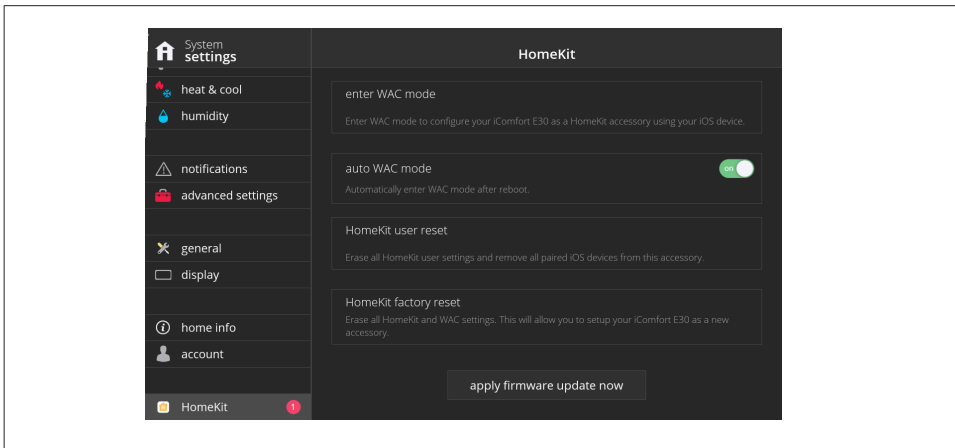 System
settings
heat & cool
humidity
notifications
advanced settings
general
display
home info
account
HomeKit
1
HomeKit
enter WAC mode
Enter WAC mode to configure your iComfort E30 as a HomeKit accessory using your iOS device.
auto WAC mode
on
Automatically enter WAC mode after reboot.
HomeKit user reset
Erase all HomeKit user settings and remove all paired iOS devices from this accessory.
HomeKit factory reset
Erase all HomeKit and WAC settings. This will allow you to setup your iComfort E30 as a new
accessory.
apply firmware update now